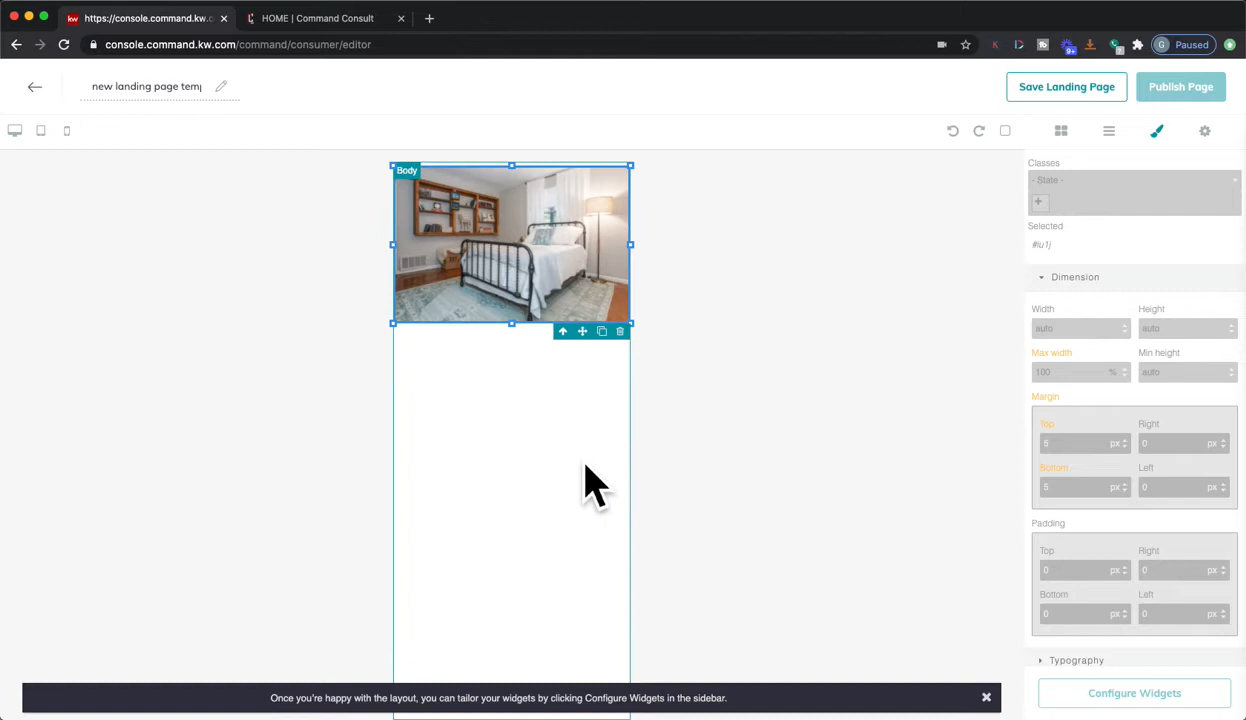 kw https://console.command.kw.c
HOME | Command Consult
console.command.kw.com/command/consumer/editor
9+
7
G Paused
new landing page temp
Save Landing Page
Publish Page
Classes
- State -
+
Selected
#iu1j
Dimension
Width
Height
auto
auto
Max width
Min height
100 %
auto
Margin
Top
Right
5 px
0 px
Bottom
Left
5 px
0 px
Padding
Top
Right
0 px
0 px
Bottom
Left
0 px
0 px
Typography
Configure Widgets
Body
Once you're happy with the layout, you can tailor your widgets by clicking Configure Widgets in the sidebar.